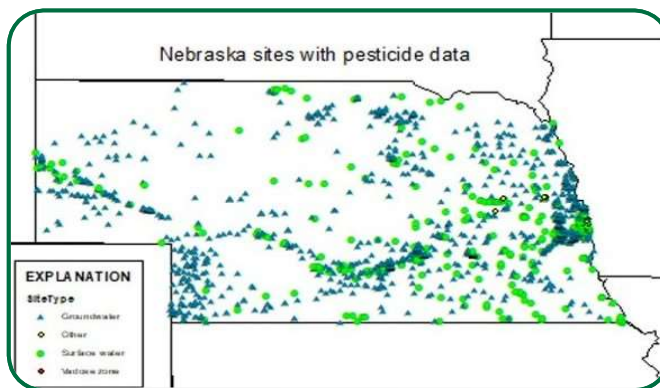 Nebraska sites with pesticide data
EXPLANATION
SiteType
Groundwater
Other
Surface water
Vadose zone